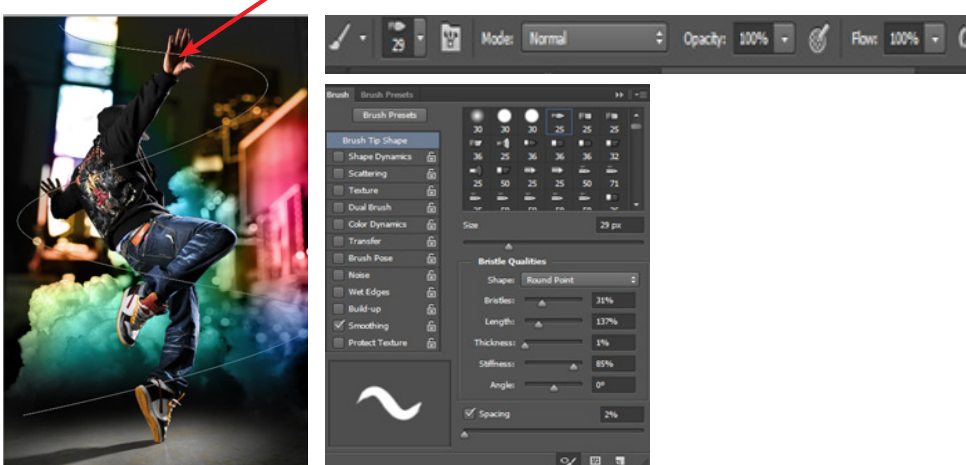 29 Mode: Normal Opacity: 100% Flow: 100%
Brush Brush Presets
Brush Presets
Brush Tip Shape
Shape Dynamics
Scattering
Texture
Dual Brush
Color Dynamics
Transfer
Brush Pose
Noise
Wet Edges
Build-up
Smoothing
Protect Texture
30 30 30 25 25 25
36 25 36 36 36 32
25 50 25 25 50 71
Size 29 px
Bristle Qualities
Shape: Round Point
Bristles: 31%
Length: 137%
Thickness: 1%
Stiffness: 85%
Angle: 0°
Spacing 2%